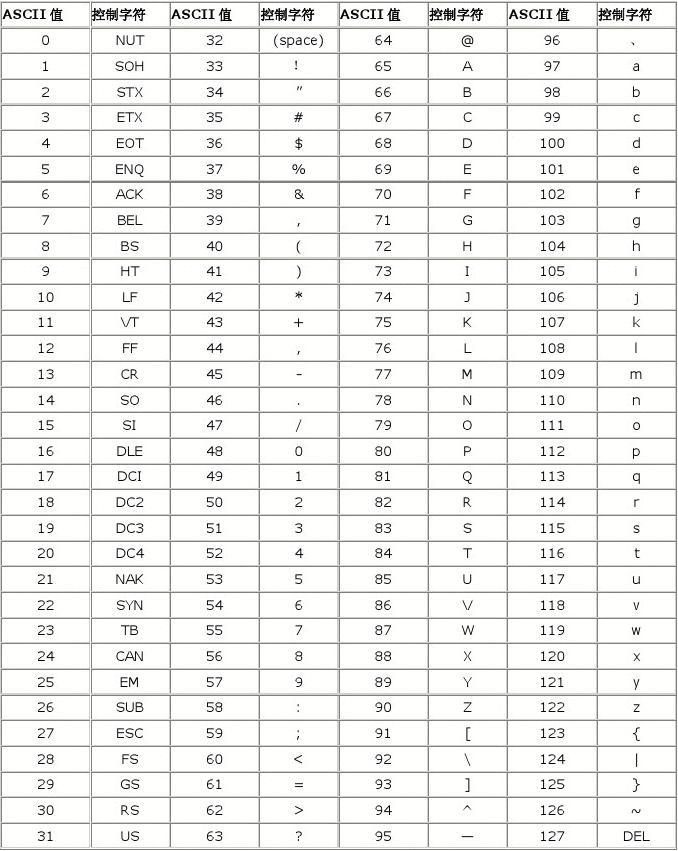 ASCII 值 控制字符 ASCII 值 控制字符 ASCII 值 控制字符 ASCII 值 控制字符
0 NUT 32 (space) 64 @ 96 、
1 SOH 33 ! 65 A 97 a
2 STX 34 " 66 B 98 b
3 ETX 35 # 67 C 99 c
4 EOT 36 $ 68 D 100 d
5 ENQ 37 % 69 E 101 e
6 ACK 38 & 70 F 102 f
7 BEL 39 , 71 G 103 g
8 BS 40 ( 72 H 104 h
9 HT 41 ) 73 I 105 i
10 LF 42 * 74 J 106 j
11 VT 43 + 75 K 107 k
12 FF 44 , 76 L 108 l
13 CR 45 - 77 M 109 m
14 SO 46 . 78 N 110 n
15 SI 47 / 79 O 111 o
16 DLE 48 0 80 P 112 p
17 DCI 49 1 81 Q 113 q
18 DC2 50 2 82 R 114 r
19 DC3 51 3 83 S 115 s
20 DC4 52 4 84 T 116 t
21 NAK 53 5 85 U 117 u
22 SYN 54 6 86 V 118 v
23 TB 55 7 87 W 119 w
24 CAN 56 8 88 X 120 x
25 EM 57 9 89 Y 121 y
26 SUB 58 : 90 Z 122 z
27 ESC 59 ; 91 [ 123 {
28 FS 60 < 92 \ 124 |
29 GS 61 = 93 ] 125 }
30 RS 62 > 94 ^ 126 ~
31 US 63 ? 95 — 127 DEL